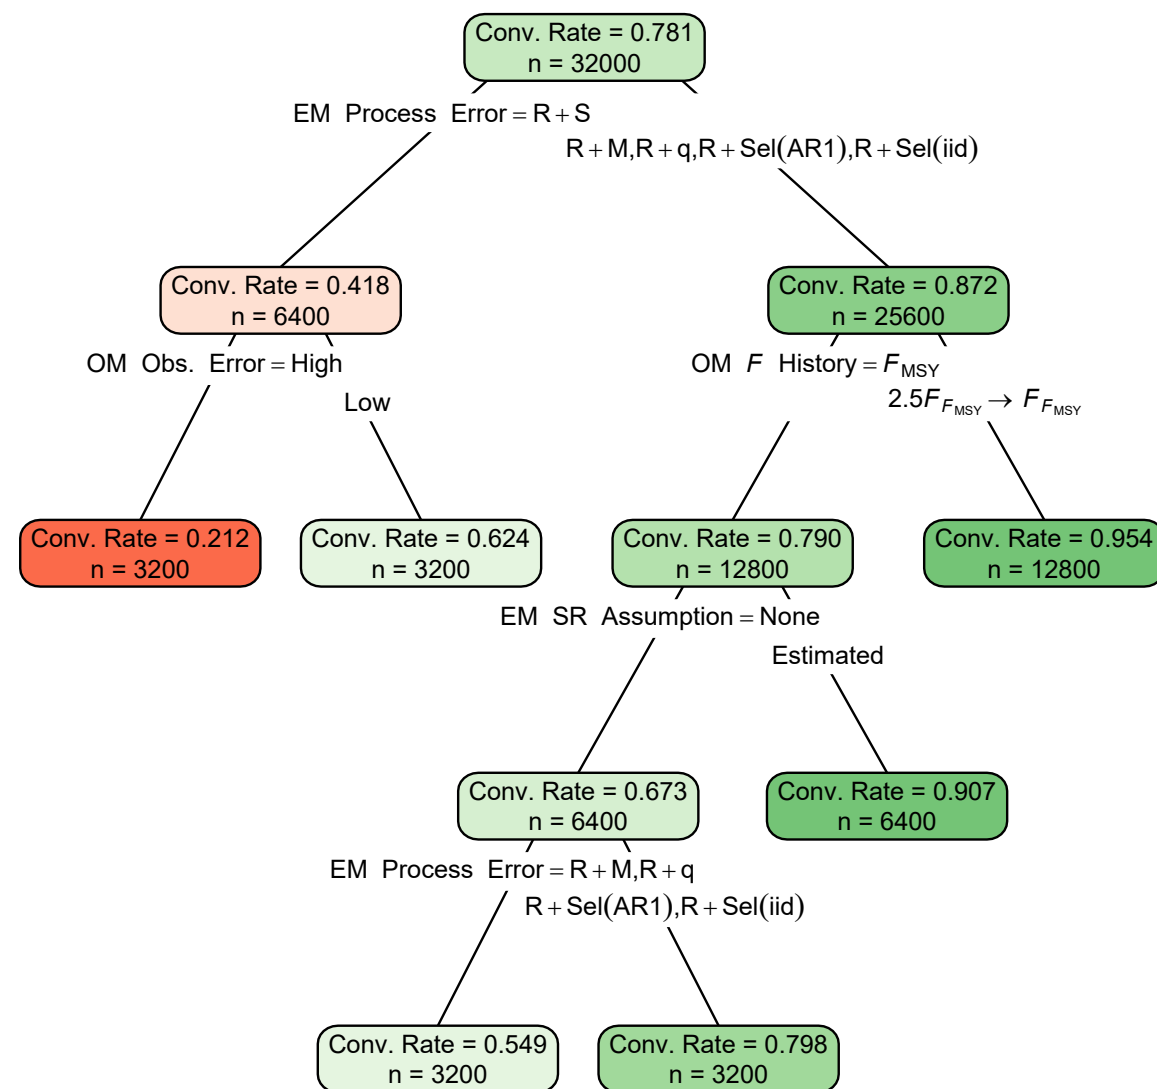 Conv. Rate = 0.781
n = 32000
EM Process Error = R + S
R + M,R + q,R + Sel(AR1),R + Sel(iid)
Conv. Rate = 0.418
n = 6400
Conv. Rate = 0.872
n = 25600
OM Obs. Error = High
Low
OM F History = F_MSY
2.5F_F_MSY → F_F_MSY
Conv. Rate = 0.212
n = 3200
Conv. Rate = 0.624
n = 3200
Conv. Rate = 0.790
n = 12800
Conv. Rate = 0.954
n = 12800
EM SR Assumption = None
Estimated
Conv. Rate = 0.673
n = 6400
Conv. Rate = 0.907
n = 6400
EM Process Error = R + M,R + q
R + Sel(AR1),R + Sel(iid)
Conv. Rate = 0.549
n = 3200
Conv. Rate = 0.798
n = 3200